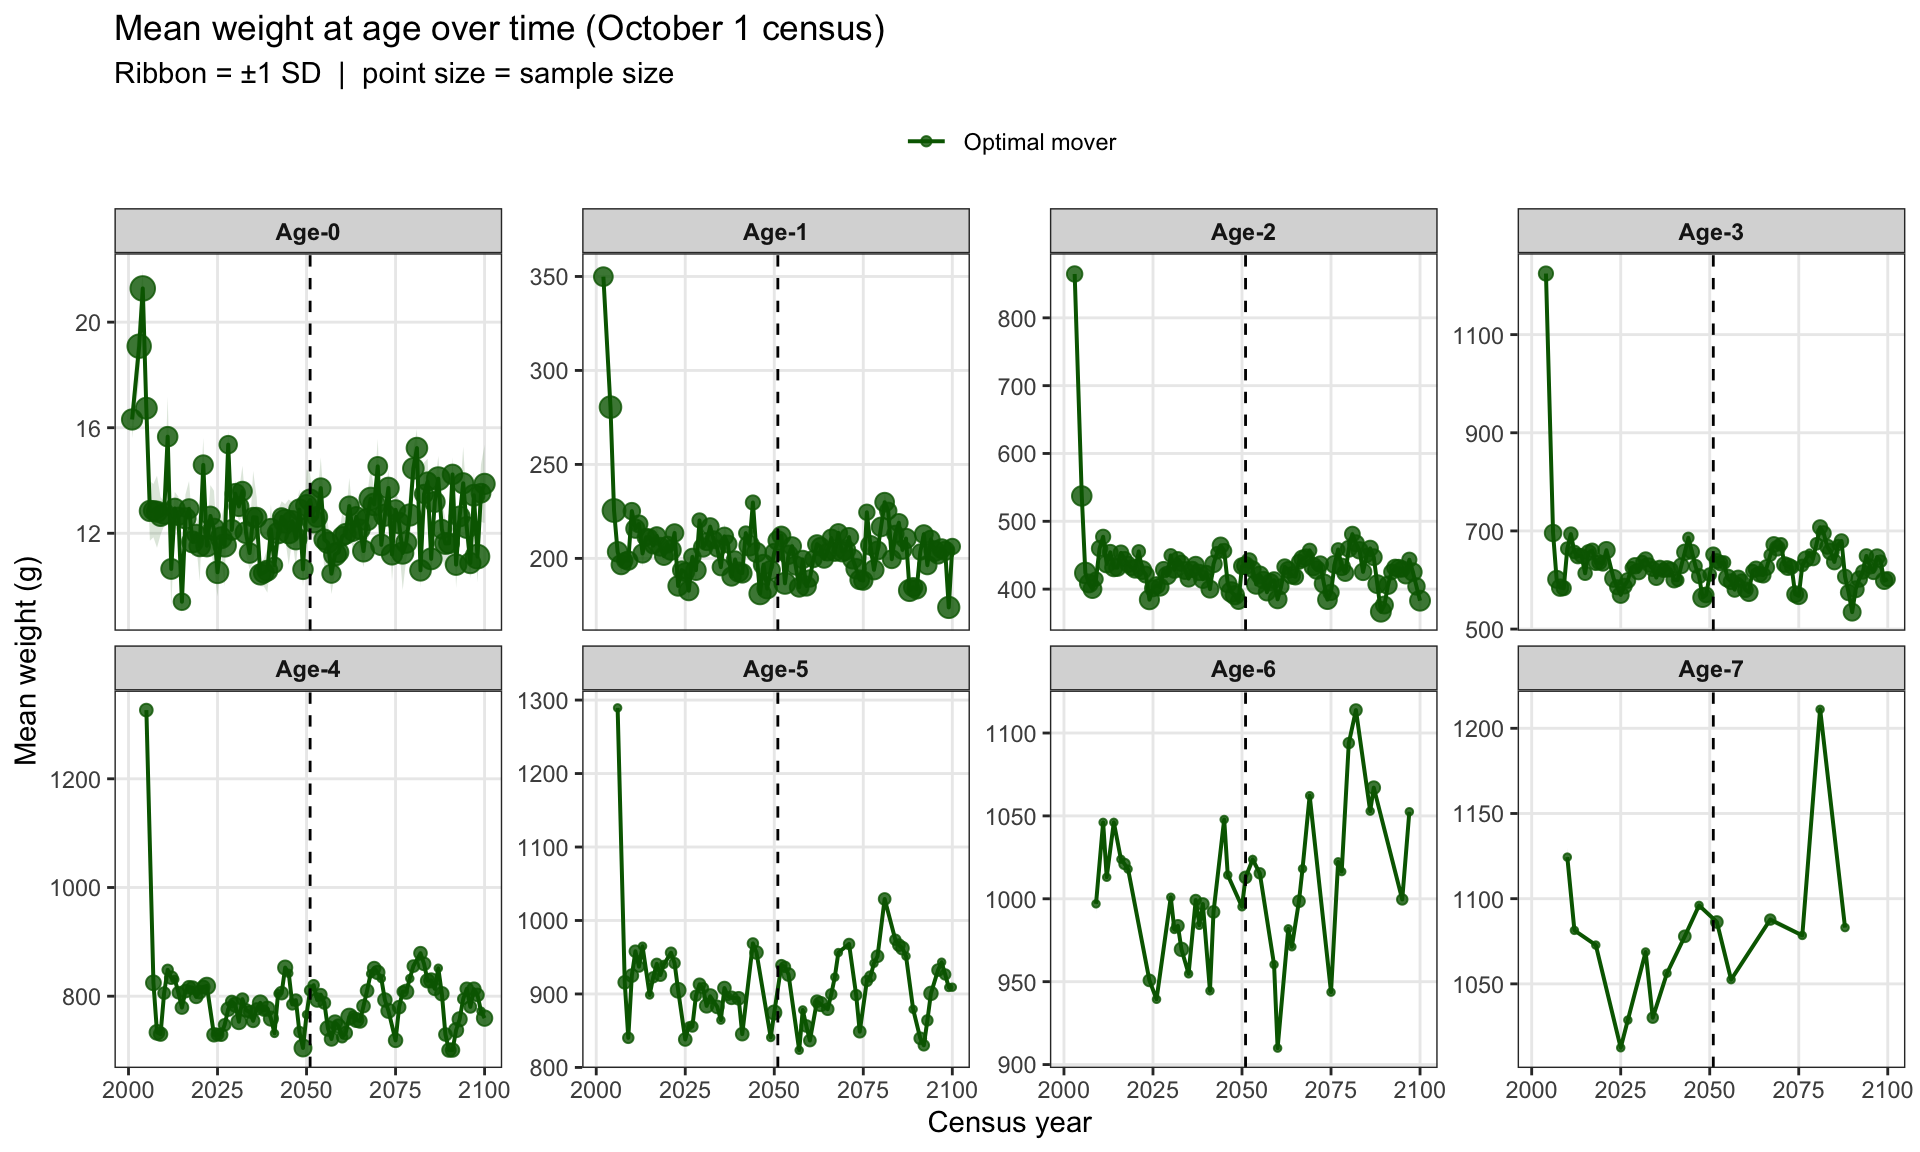 Mean weight at age over time (October 1 census)
Ribbon = ±1 SD  |  point size = sample size
Optimal mover
Age-0
Age-1
Age-2
Age-3
20
16
12
350
300
250
200
800
700
600
500
400
1100
900
700
500
Mean weight (g)
Age-4
Age-5
Age-6
Age-7
1200
1000
800
1300
1200
1100
1000
900
800
1100
1050
1000
950
900
1200
1150
1100
1050
2000 2025 2050 2075 2100
2000 2025 2050 2075 2100
2000 2025 2050 2075 2100
2000 2025 2050 2075 2100
Census year